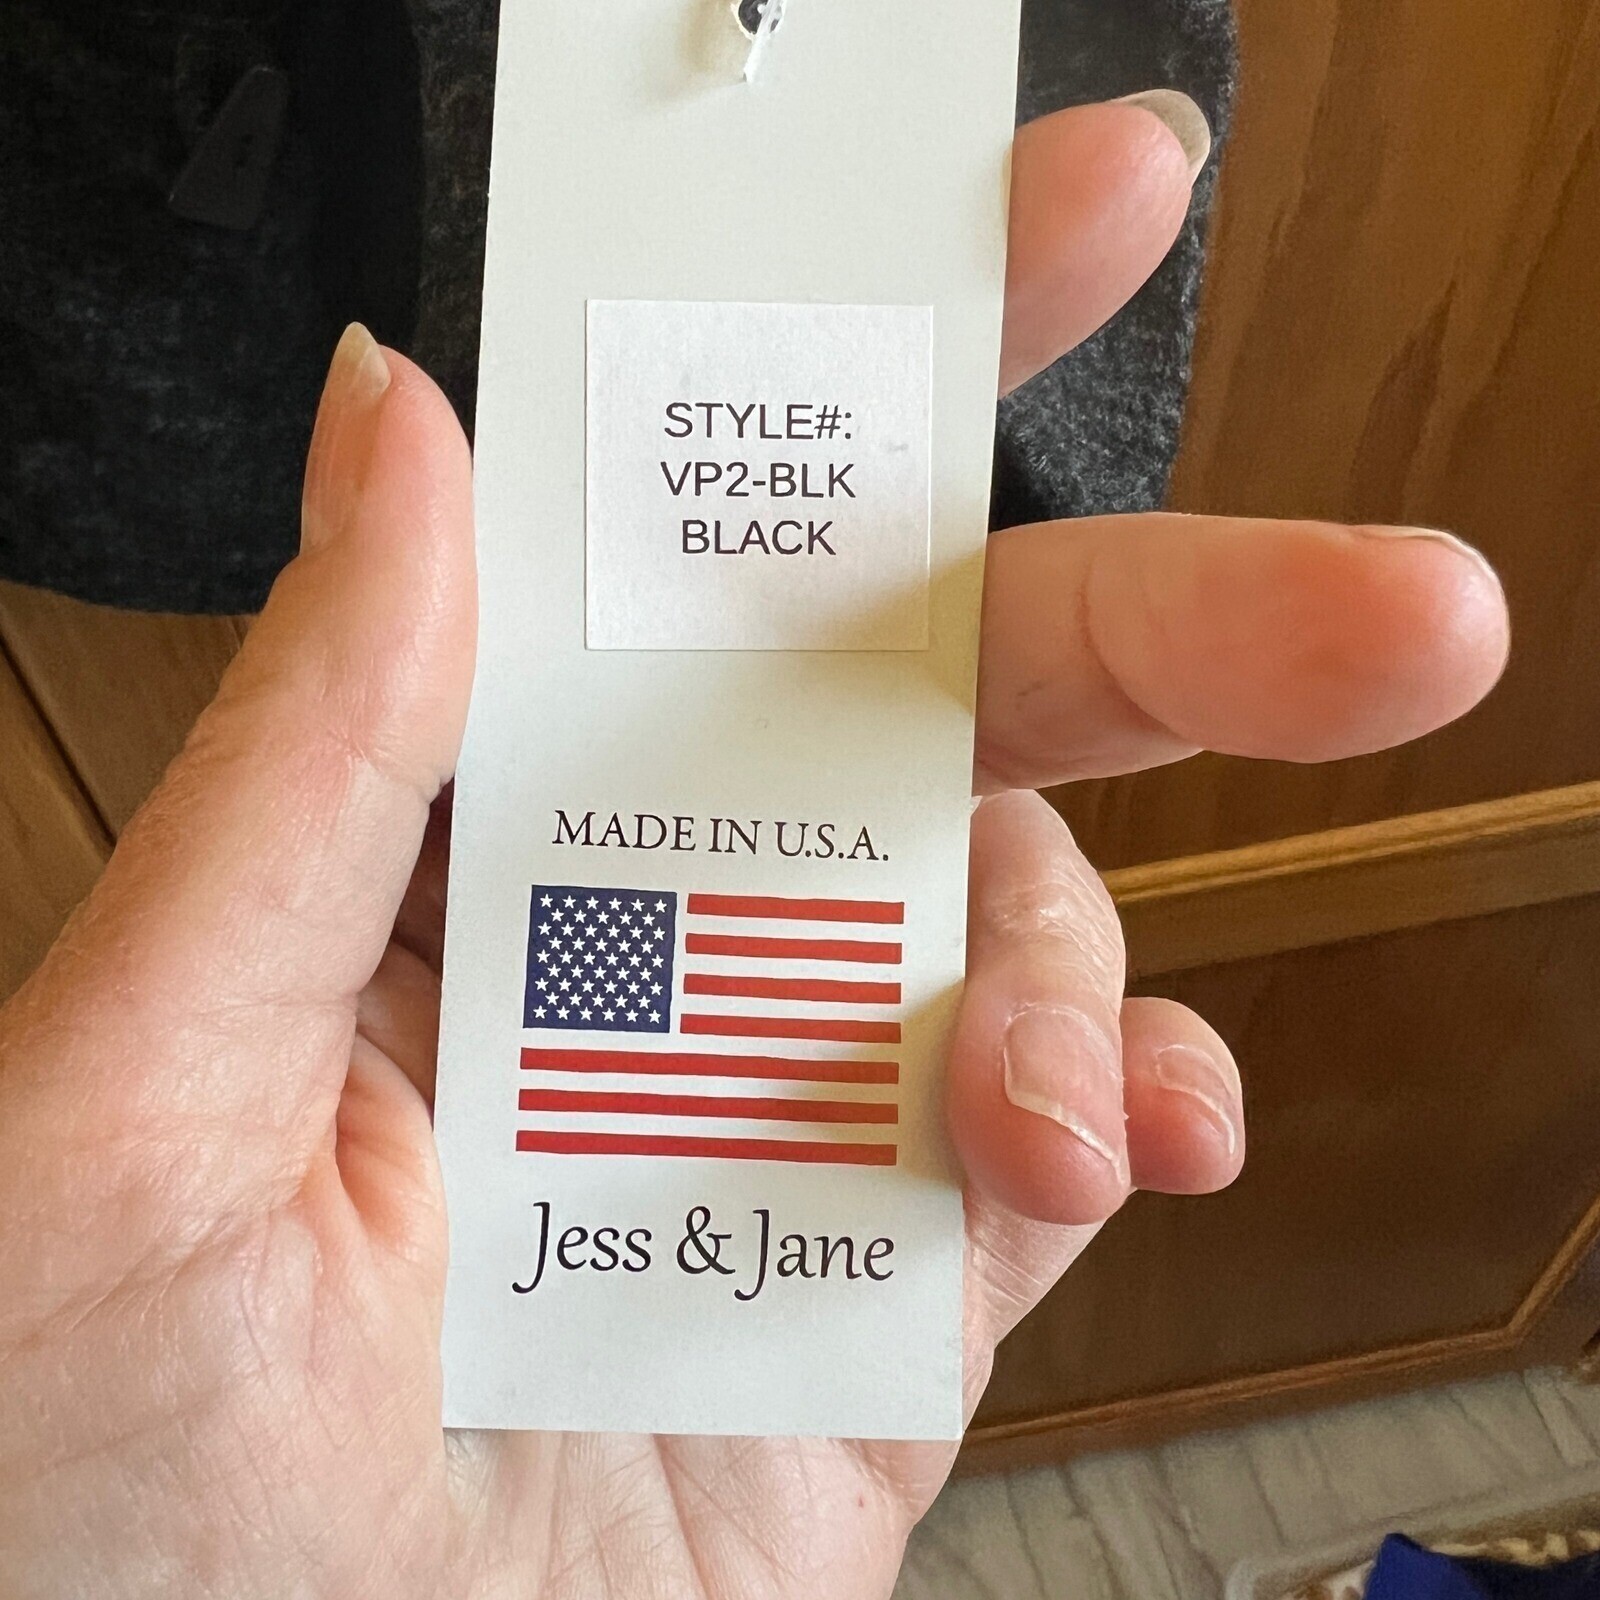 STYLE#:
VP2-BLK
BLACK
MADE IN U.S.A.
Jess & Jane